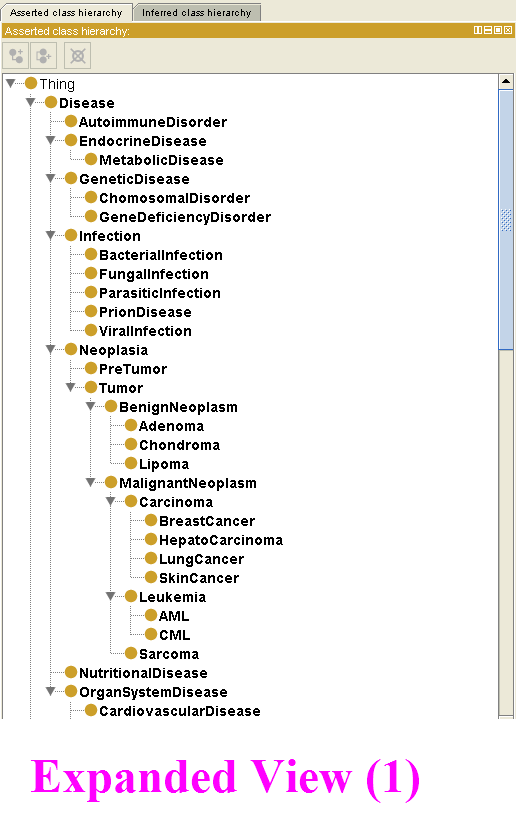 Asserted class hierarchy Inferred class hierarchy
Asserted class hierarchy:
Thing
Disease
AutoimmuneDisorder
EndocrineDisease
MetabolicDisease
GeneticDisease
ChomosomalDisorder
GeneDeficiencyDisorder
Infection
BacterialInfection
FungalInfection
ParasiticInfection
PrionDisease
ViralInfection
Neoplasia
PreTumor
Tumor
BenignNeoplasm
Adenoma
Chondroma
Lipoma
MalignantNeoplasm
Carcinoma
BreastCancer
HepatoCarcinoma
LungCancer
SkinCancer
Leukemia
AML
CML
Sarcoma
NutritionalDisease
OrganSystemDisease
CardiovascularDisease
Expanded View (1)